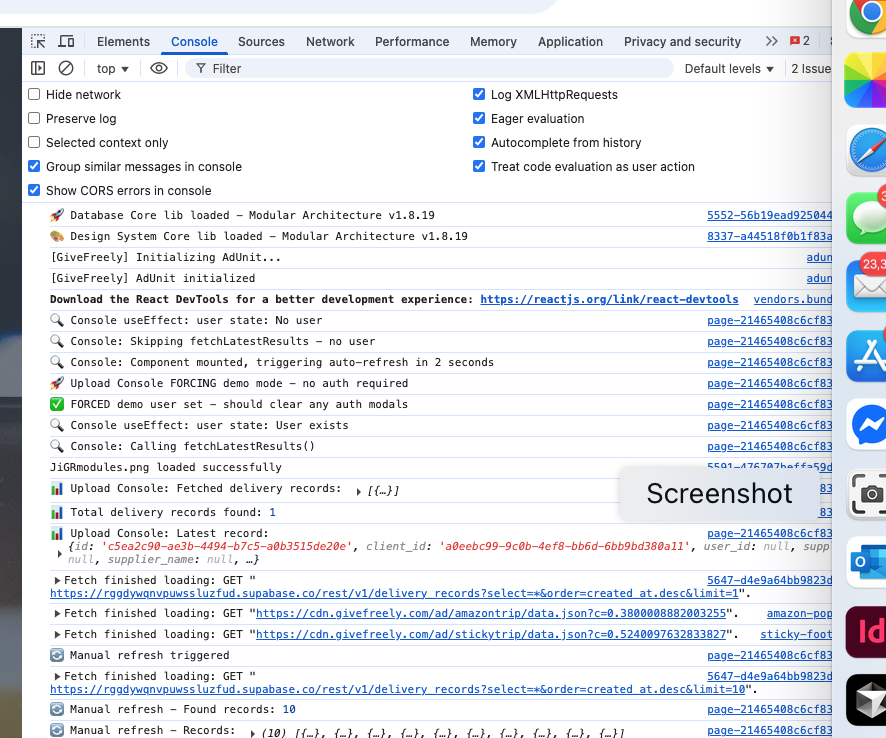 Elements Console Sources Network Performance Memory Application Privacy and security 2
top Filter Default levels 2 Issue
Hide network Log XMLHttpRequests
Preserve log Eager evaluation
Selected context only Autocomplete from history
Group similar messages in console Treat code evaluation as user action
Show CORS errors in console
🚀 Database Core lib loaded – Modular Architecture v1.8.19 5552-56b19ead925044
🎨 Design System Core lib loaded – Modular Architecture v1.8.19 8337-a44518f0b1f83a
[GiveFreely] Initializing AdUnit... adun
[GiveFreely] AdUnit initialized adun
Download the React DevTools for a better development experience: https://reactjs.org/link/react-devtools vendors.bund
🔍 Console useEffect: user state: No user page-21465408c6cf83
🔍 Console: Skipping fetchLatestResults – no user page-21465408c6cf83
🔍 Console: Component mounted, triggering auto-refresh in 2 seconds page-21465408c6cf83
🚀 Upload Console FORCING demo mode – no auth required page-21465408c6cf83
✅ FORCED demo user set – should clear any auth modals page-21465408c6cf83
🔍 Console useEffect: user state: User exists page-21465408c6cf83
🔍 Console: Calling fetchLatestResults() page-21465408c6cf83
JiGRmodules.png loaded successfully
📊 Upload Console: Fetched delivery records: ▶ [{…}] 83
📊 Total delivery records found: 1 83
Screenshot
📊 Upload Console: Latest record: page-21465408c6cf83
{id: 'c5ea2c90-ae3b-4494-b7c5-a0b3515de20e', client_id: 'a0eebc99-9c0b-4ef8-bb6d-6bb9bd380a11', user_id: null, supp
null, supplier_name: null, …}
▶ Fetch finished loading: GET " 5647-d4e9a64bb9823d
https://rggdywqnvpuwssluzfud.supabase.co/rest/v1/delivery_records?select=*&order=created_at.desc&limit=1".
▶ Fetch finished loading: GET "https://cdn.givefreely.com/ad/amazontrip/data.json?c=0.3800008882003255". amazon-pop
▶ Fetch finished loading: GET "https://cdn.givefreely.com/ad/stickytrip/data.json?c=0.5240097632833827". sticky-foot
🔄 Manual refresh triggered page-21465408c6cf83
▶ Fetch finished loading: GET " 5647-d4e9a64bb9823d
https://rggdywqnvpuwssluzfud.supabase.co/rest/v1/delivery_records?select=*&order=created_at.desc&limit=10".
🔄 Manual refresh – Found records: 10 page-21465408c6cf83
🔄 Manual refresh – Records: ▶ (10) [{…}, {…}, {…}, {…}, {…}, {…}, {…}, {…}, {…}, {…}] page-21465408c6cf83
3
23,3
Id